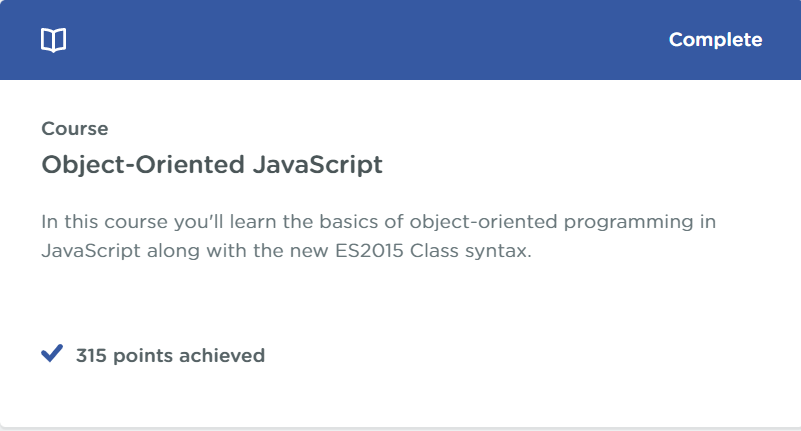 Complete
Course
Object-Oriented JavaScript
In this course you'll learn the basics of object-oriented programming in
JavaScript along with the new ES2015 Class syntax.
315 points achieved